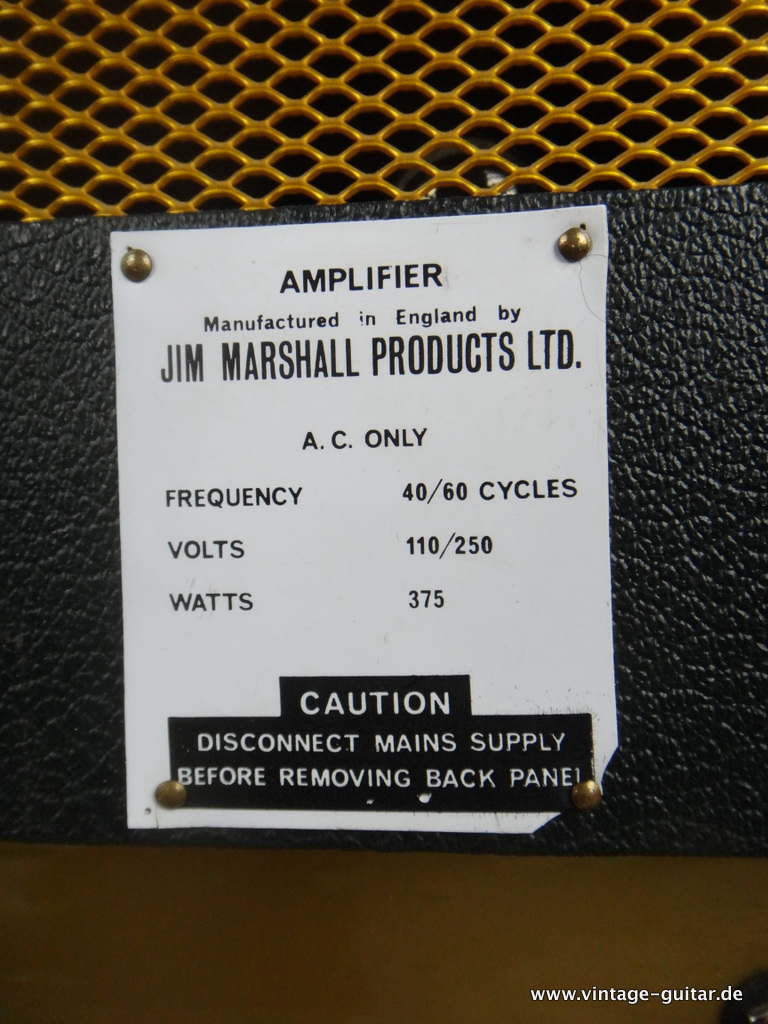 AMPLIFIER
Manufactured in England by
JIM MARSHALL PRODUCTS LTD.
A.C. ONLY
FREQUENCY 40/60 CYCLES
VOLTS 110/250
WATTS 375
CAUTION
DISCONNECT MAINS SUPPLY
BEFORE REMOVING BACK PANEL
www.vintage-guitar.de